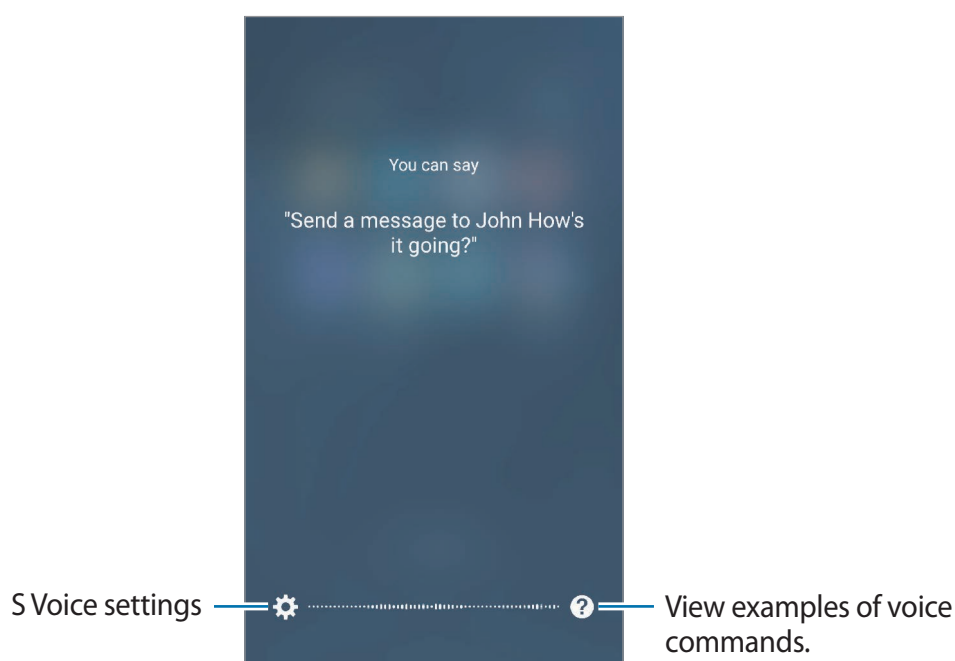 You can say
"Send a message to John How's
it going?"
S Voice settings
?
View examples of voice
commands.